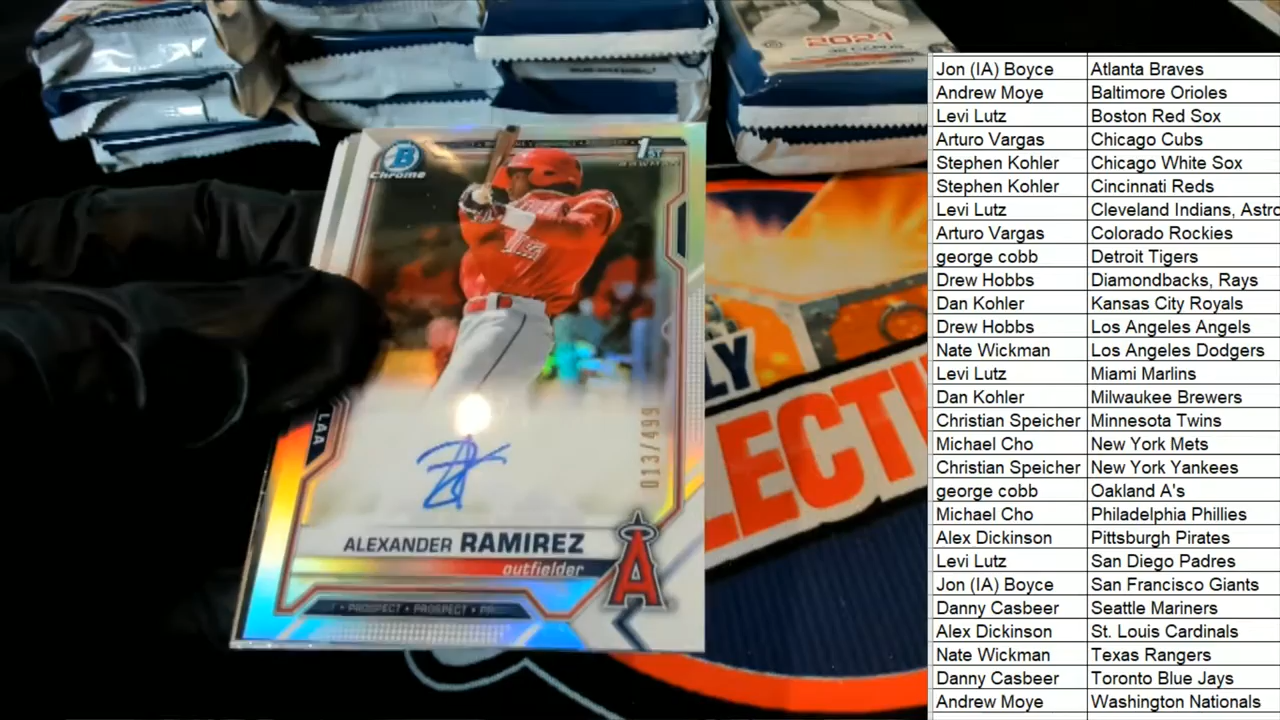 2021
B
Chrome
1ST
BOWMAN
LAA
013/499
ALEXANDER RAMIREZ
outfielder
A
• PROSPECT • PROSPECT •
LY
LECTI
Jon (IA) Boyce Atlanta Braves
Andrew Moye Baltimore Orioles
Levi Lutz Boston Red Sox
Arturo Vargas Chicago Cubs
Stephen Kohler Chicago White Sox
Stephen Kohler Cincinnati Reds
Levi Lutz Cleveland Indians, Astro
Arturo Vargas Colorado Rockies
george cobb Detroit Tigers
Drew Hobbs Diamondbacks, Rays
Dan Kohler Kansas City Royals
Drew Hobbs Los Angeles Angels
Nate Wickman Los Angeles Dodgers
Levi Lutz Miami Marlins
Dan Kohler Milwaukee Brewers
Christian Speicher Minnesota Twins
Michael Cho New York Mets
Christian Speicher New York Yankees
george cobb Oakland A's
Michael Cho Philadelphia Phillies
Alex Dickinson Pittsburgh Pirates
Levi Lutz San Diego Padres
Jon (IA) Boyce San Francisco Giants
Danny Casbeer Seattle Mariners
Alex Dickinson St. Louis Cardinals
Nate Wickman Texas Rangers
Danny Casbeer Toronto Blue Jays
Andrew Moye Washington Nationals